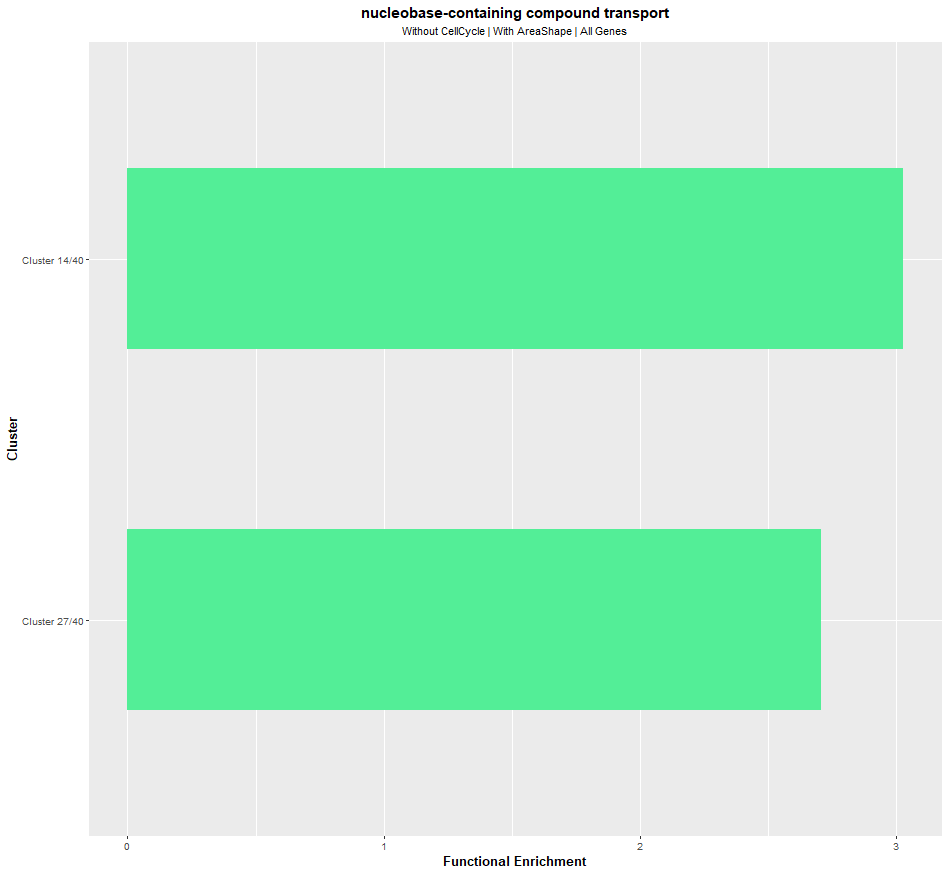 nucleobase-containing compound transport
Without CellCycle | With AreaShape | All Genes
Cluster
Cluster 14/40
Cluster 27/40
0 1 2 3
Functional Enrichment